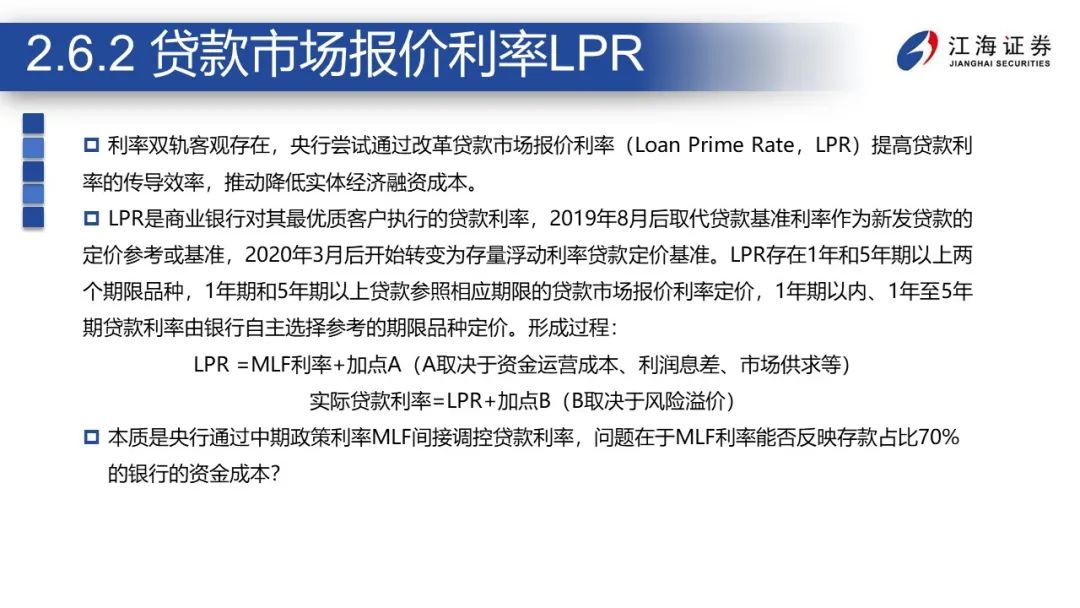 2.6.2 贷款市场报价利率LPR
江海证券
JIANGHAI SECURITIES
利率双轨客观存在，央行尝试通过改革贷款市场报价利率（Loan Prime Rate，LPR）提高贷款利
率的传导效率，推动降低实体经济融资成本。
LPR是商业银行对其最优质客户执行的贷款利率，2019年8月后取代贷款基准利率作为新发贷款的
定价参考或基准，2020年3月后开始转变为存量浮动利率贷款定价基准。LPR存在1年和5年期以上两
个期限品种，1年期和5年期以上贷款参照相应期限的贷款市场报价利率定价，1年期以内、1年至5年
期贷款利率由银行自主选择参考的期限品种定价。形成过程：
LPR =MLF利率+加点A（A取决于资金运营成本、利润息差、市场供求等）
实际贷款利率=LPR+加点B（B取决于风险溢价）
本质是央行通过中期政策利率MLF间接调控贷款利率，问题在于MLF利率能否反映存款占比70%
的银行的资金成本？